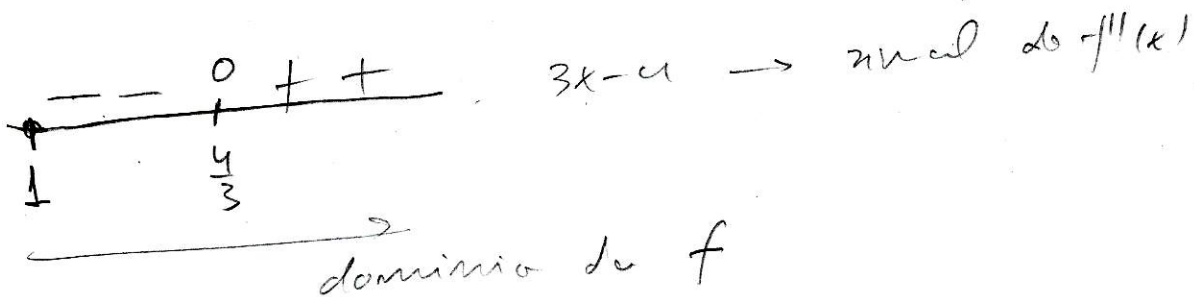 — — 0 + + 3x-4 → sinal de f''(x)
1 4/3
domínio de f